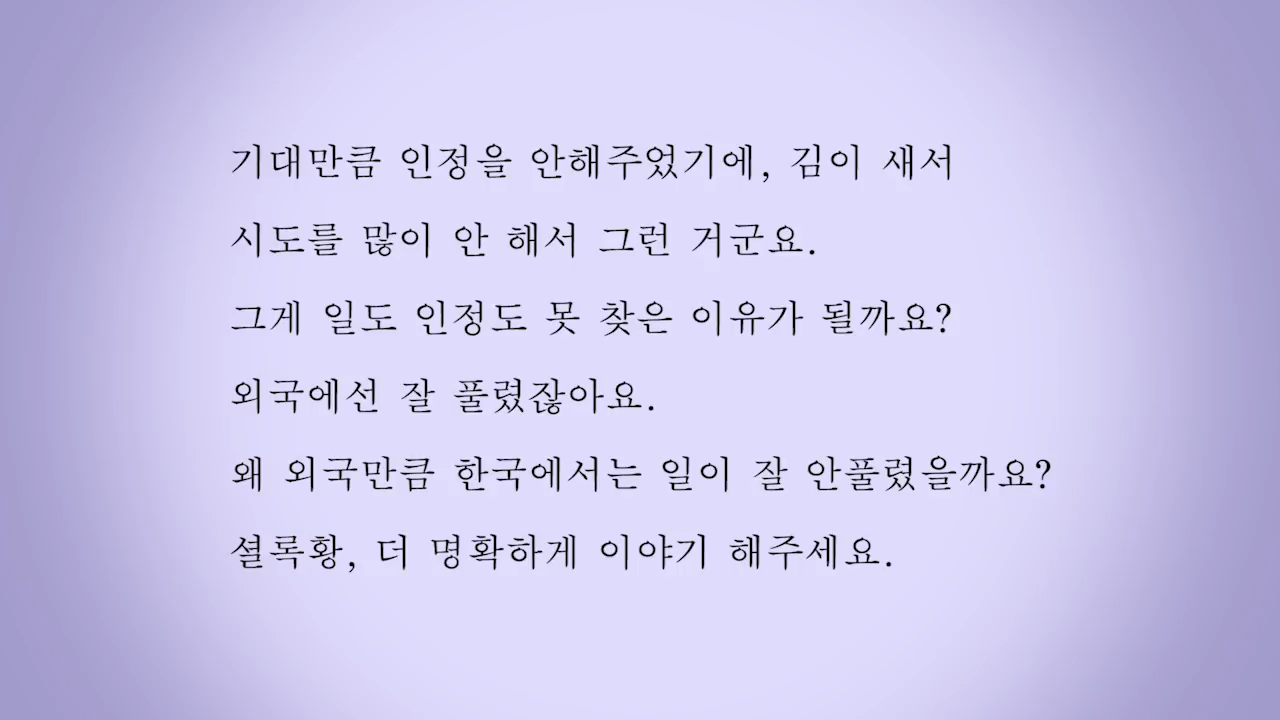 기대만큼 인정을 안해주었기에, 김이 새서
시도를 많이 안 해서 그런 거군요.
그게 일도 인정도 못 찾은 이유가 될까요?
외국에선 잘 풀렸잖아요.
왜 외국만큼 한국에서는 일이 잘 안풀렸을까요?
셜록황, 더 명확하게 이야기 해주세요.